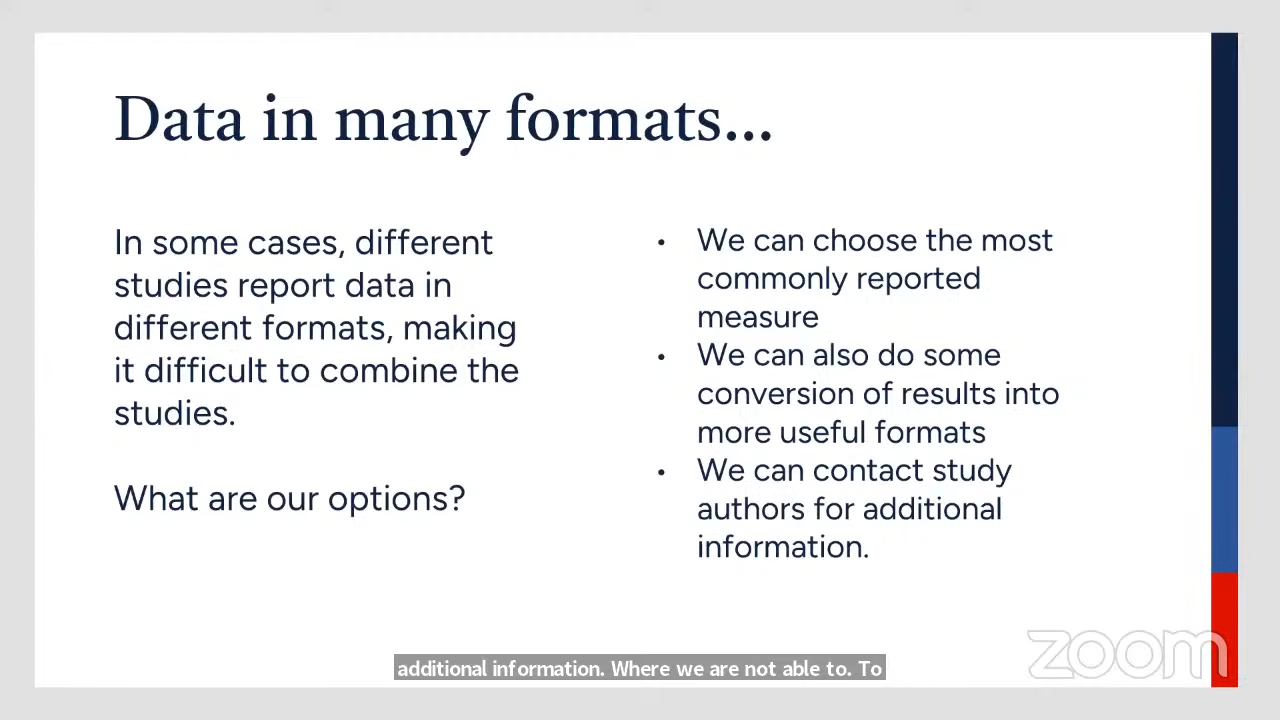 Data in many formats...
In some cases, different
studies report data in
different formats, making
it difficult to combine the
studies.
What are our options?
• We can choose the most
commonly reported
measure
• We can also do some
conversion of results into
more useful formats
• We can contact study
authors for additional
information.
zoom
additional information. Where we are not able to. To